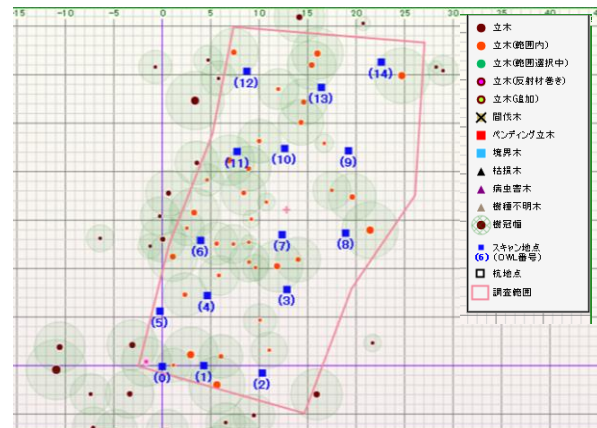 -15 -10 -5 0 5 10 15 20 25 30 35 40 45
(12)
(14)
(13)
(11)
(10)
(9)
(6)
(7)
(8)
(4)
(3)
(5)
(0)
(1)
(2)
立木
立木(範囲内)
立木(範囲選択中)
立木(反射材巻き)
立木(追加)
間伐木
ペンディング立木
境界木
枯損木
病虫害木
樹種不明木
樹冠幅
スキャン地点
(6) (OWL番号)
杭地点
調査範囲